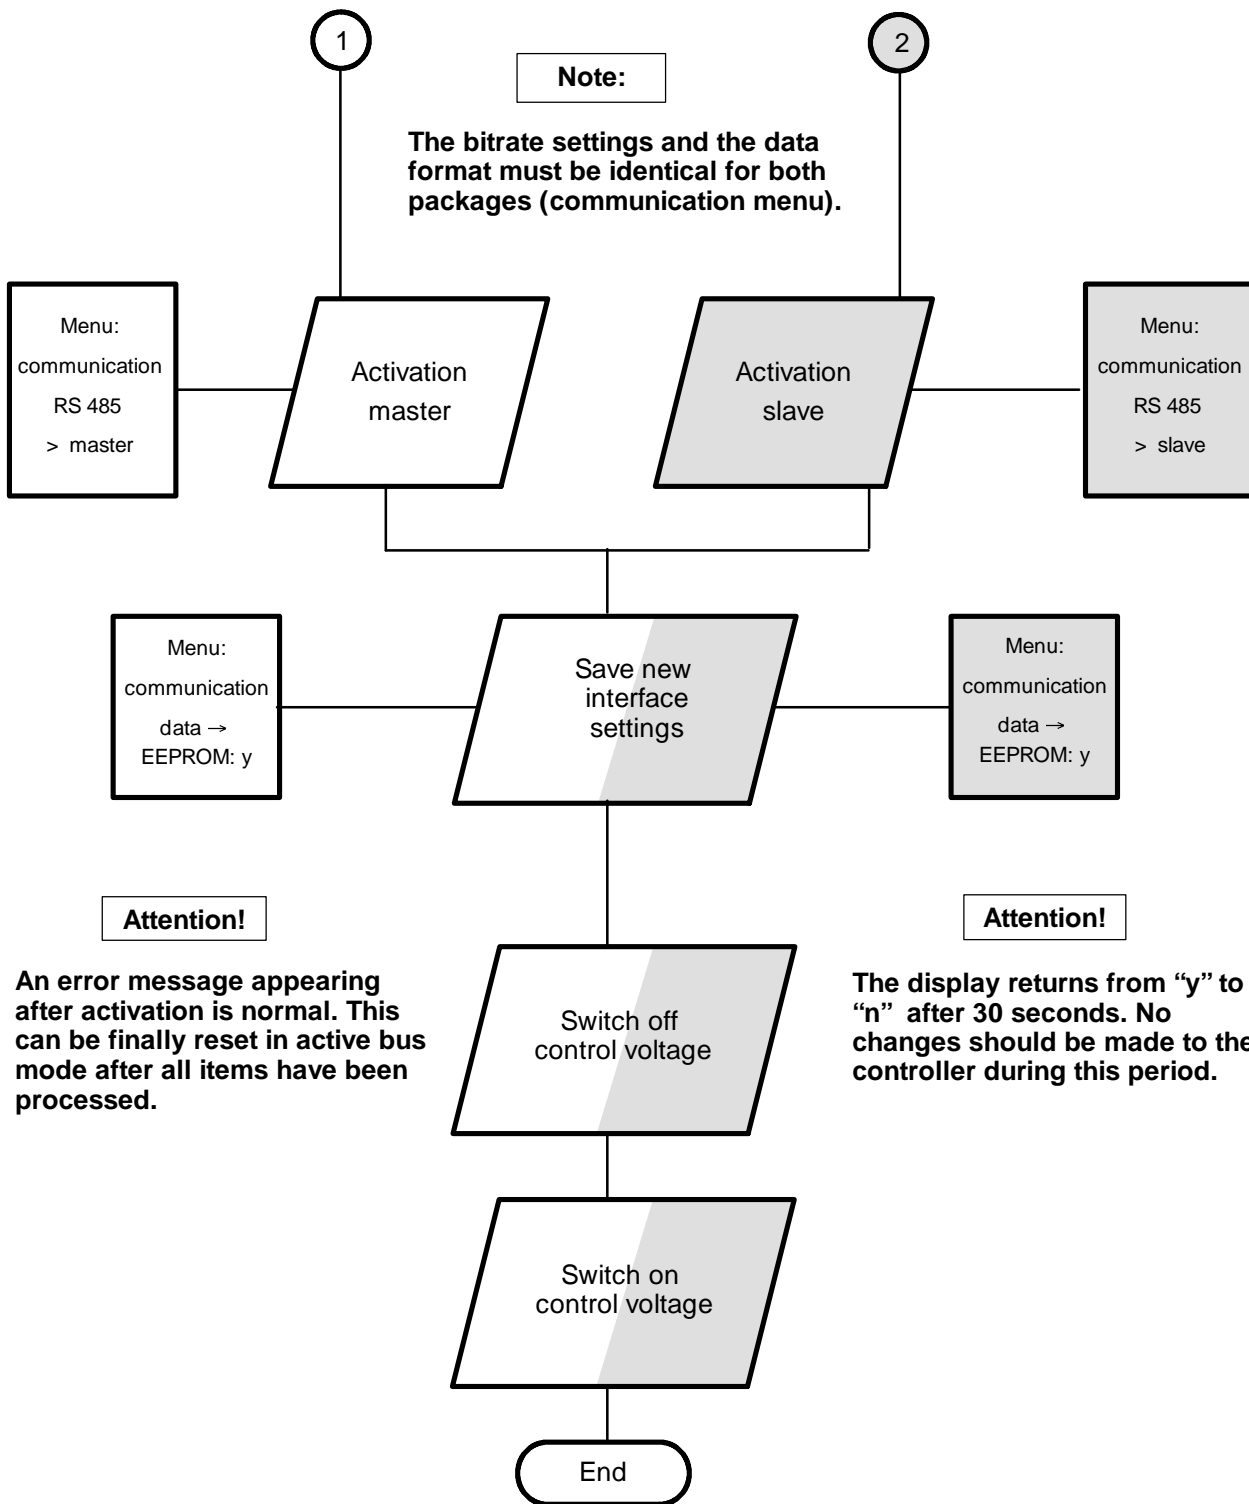 1
2
Note:
The bitrate settings and the data
format must be identical for both
packages (communication menu).
Menu:
communication
RS 485
> master
Activation
master
Activation
slave
Menu:
communication
RS 485
> slave
Menu:
communication
data →
EEPROM: y
Save new
interface
settings
Menu:
communication
data →
EEPROM: y
Attention!
An error message appearing
after activation is normal. This
can be finally reset in active bus
mode after all items have been
processed.
Attention!
The display returns from “y” to
“n” after 30 seconds. No
changes should be made to the
controller during this period.
Switch off
control voltage
Switch on
control voltage
End